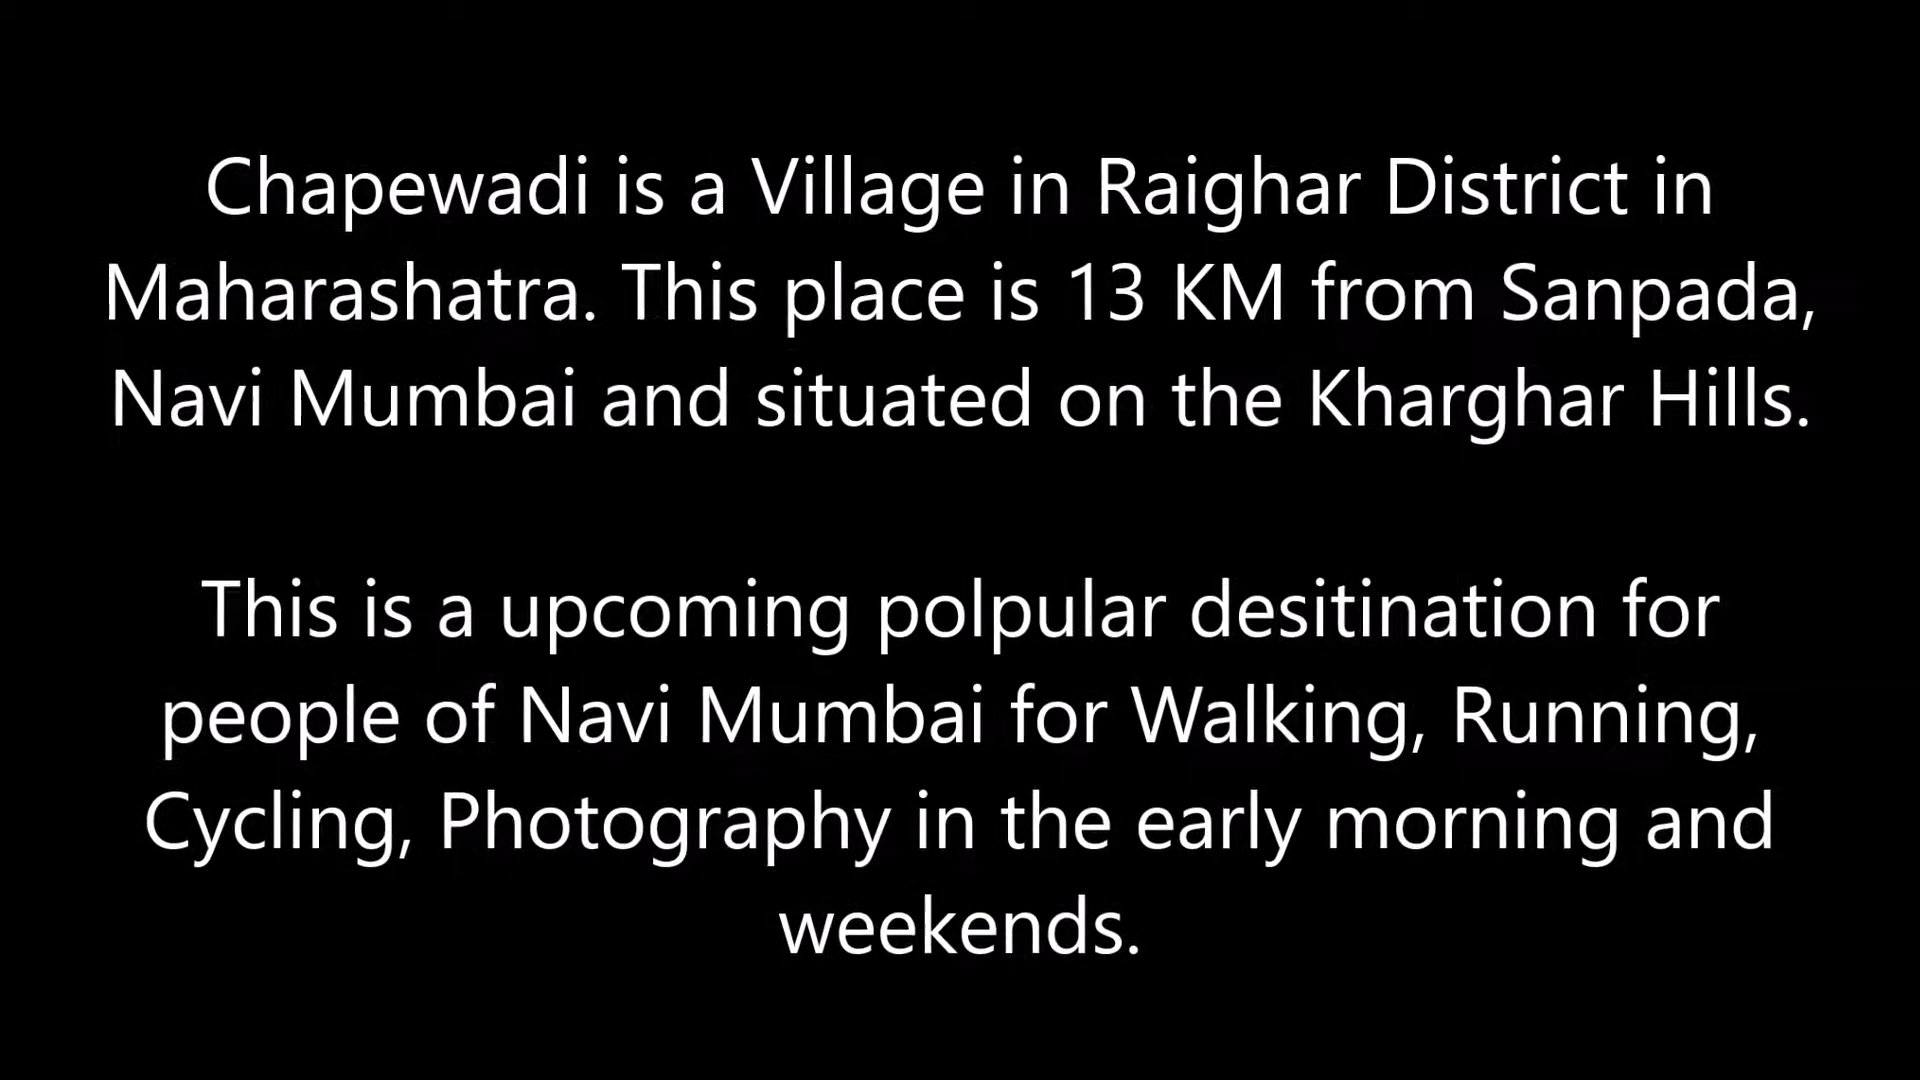 Chapewadi is a Village in Raighar District in
Maharashatra. This place is 13 KM from Sanpada,
Navi Mumbai and situated on the Kharghar Hills.
This is a upcoming polpular desitination for
people of Navi Mumbai for Walking, Running,
Cycling, Photography in the early morning and
weekends.